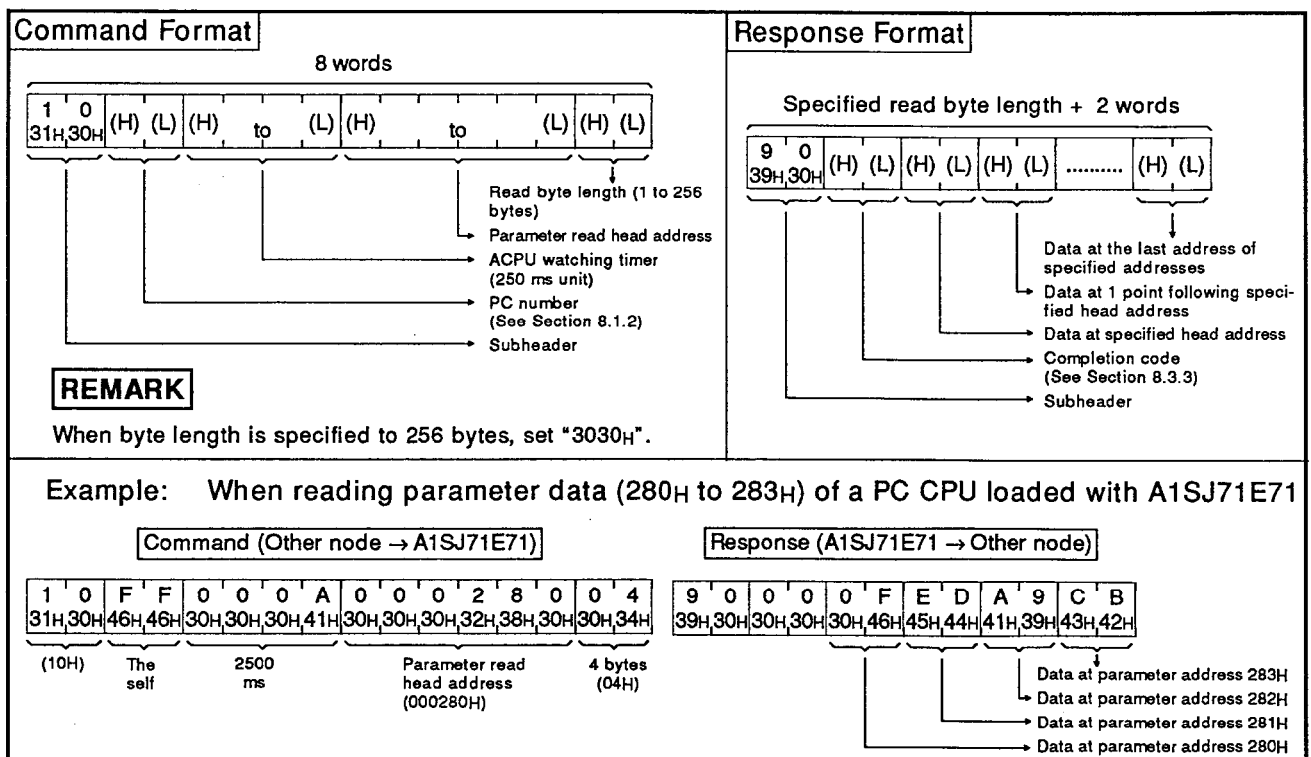 Command Format
8 words
1 0 (H) (L) (H) to (L) (H) to (L) (H) (L)
31H 30H
Read byte length (1 to 256
bytes)
Parameter read head address
ACPU watching timer
(250 ms unit)
PC number
(See Section 8.1.2)
Subheader
REMARK
When byte length is specified to 256 bytes, set "3030H".
Response Format
Specified read byte length + 2 words
9 0 (H) (L) (H) (L) (H) (L) .......... (H) (L)
39H 30H
Data at the last address of
specified addresses
Data at 1 point following speci-
fied head address
Data at specified head address
Completion code
(See Section 8.3.3)
Subheader
Example: When reading parameter data (280H to 283H) of a PC CPU loaded with A1SJ71E71
Command (Other node → A1SJ71E71)
1 0 F F 0 0 0 A 0 0 0 2 8 0 0 4
31H 30H 46H 46H 30H 30H 30H 41H 30H 30H 30H 32H 38H 30H 30H 34H
(10H) The 2500 Parameter read 4 bytes
self ms head address (04H)
(000280H)
Response (A1SJ71E71 → Other node)
9 0 0 0 0 F E D A 9 C B
39H 30H 30H 30H 30H 46H 45H 44H 41H 39H 43H 42H
Data at parameter address 283H
Data at parameter address 282H
Data at parameter address 281H
Data at parameter address 280H